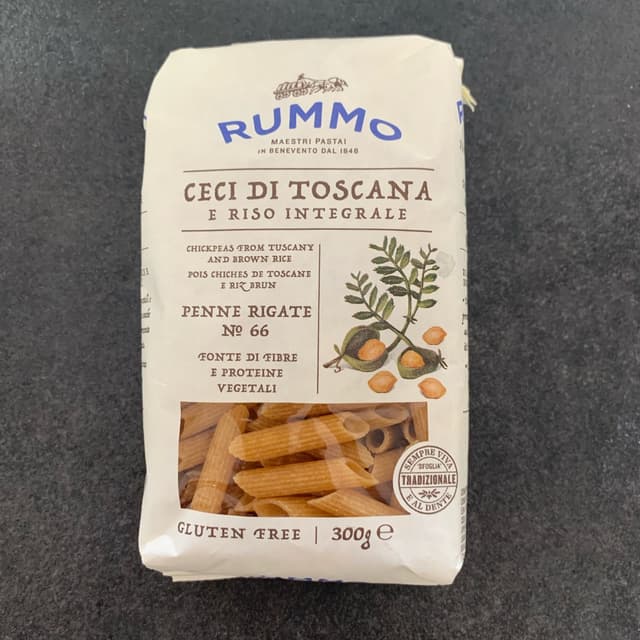 RUMMO
MAESTRI PASTAI
IN BENEVENTO DAL 1846
CECI DI TOSCANA
E RISO INTEGRALE
CHICKPEAS FROM TUSCANY
AND BROWN RICE
POIS CHICHES DE TOSCANE
E RIZ BRUN
PENNE RIGATE
No 66
FONTE DI FIBRE
E PROTEINE
VEGETALI
SEMPRE VIVA
"SFOGLIA"
TRADIZIONALE
E AL DENTE
GLUTEN FREE | 300g e